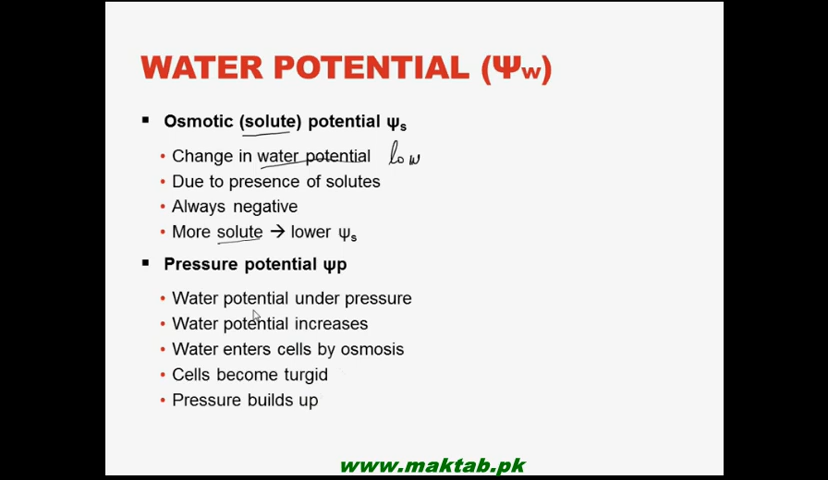 WATER POTENTIAL (Ψw)
▪ Osmotic (solute) potential ψs
• Change in water potential low
• Due to presence of solutes
• Always negative
• More solute → lower ψs
▪ Pressure potential ψp
• Water potential under pressure
• Water potential increases
• Water enters cells by osmosis
• Cells become turgid
• Pressure builds up
www.maktab.pk